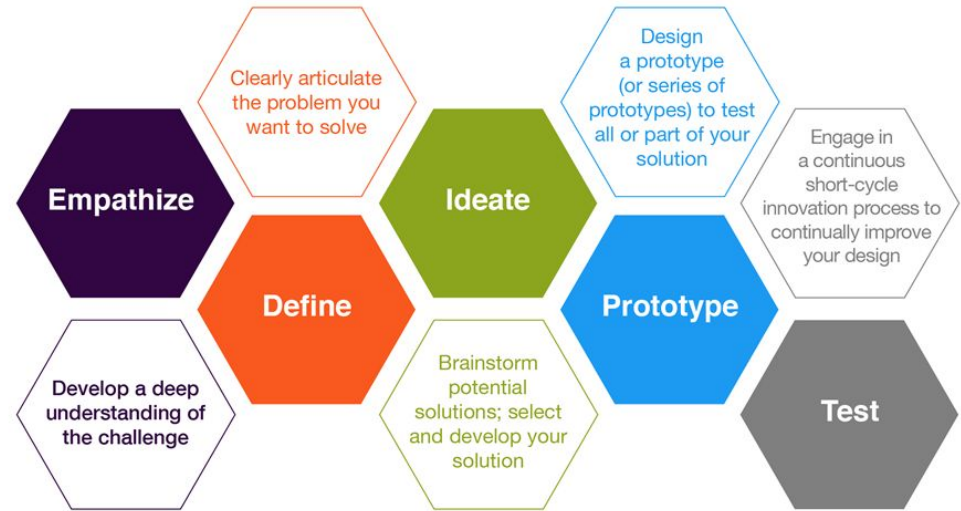 Empathize
Develop a deep
understanding of
the challenge
Clearly articulate
the problem you
want to solve
Define
Ideate
Brainstorm
potential
solutions; select
and develop your
solution
Design
a prototype
(or series of
prototypes) to test
all or part of your
solution
Prototype
Engage in
a continuous
short-cycle
innovation process to
continually improve
your design
Test